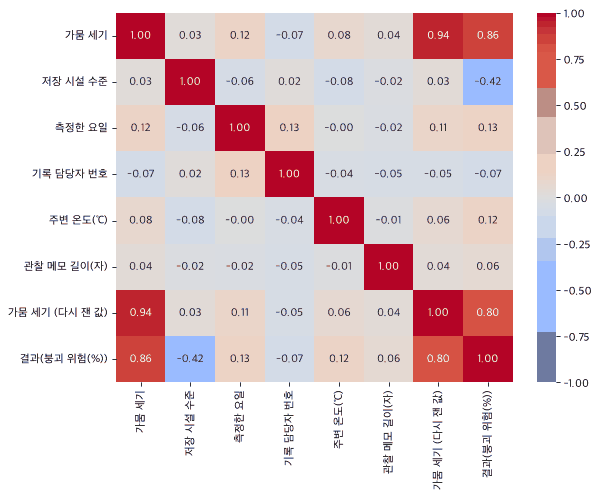 가뭄 세기 1.00 0.03 0.12 -0.07 0.08 0.04 0.94 0.86
저장 시설 수준 0.03 1.00 -0.06 0.02 -0.08 -0.02 0.03 -0.42
측정한 요일 0.12 -0.06 1.00 0.13 -0.00 -0.02 0.11 0.13
기록 담당자 번호 -0.07 0.02 0.13 1.00 -0.04 -0.05 -0.05 -0.07
주변 온도(℃) 0.08 -0.08 -0.00 -0.04 1.00 -0.01 0.06 0.12
관찰 메모 길이(자) 0.04 -0.02 -0.02 -0.05 -0.01 1.00 0.04 0.06
가뭄 세기 (다시 잰 값) 0.94 0.03 0.11 -0.05 0.06 0.04 1.00 0.80
결과(붕괴 위험(%)) 0.86 -0.42 0.13 -0.07 0.12 0.06 0.80 1.00
가뭄 세기
저장 시설 수준
측정한 요일
기록 담당자 번호
주변 온도(℃)
관찰 메모 길이(자)
가뭄 세기 (다시 잰 값)
결과(붕괴 위험(%))
1.00
0.75
0.50
0.25
0.00
-0.25
-0.50
-0.75
-1.00